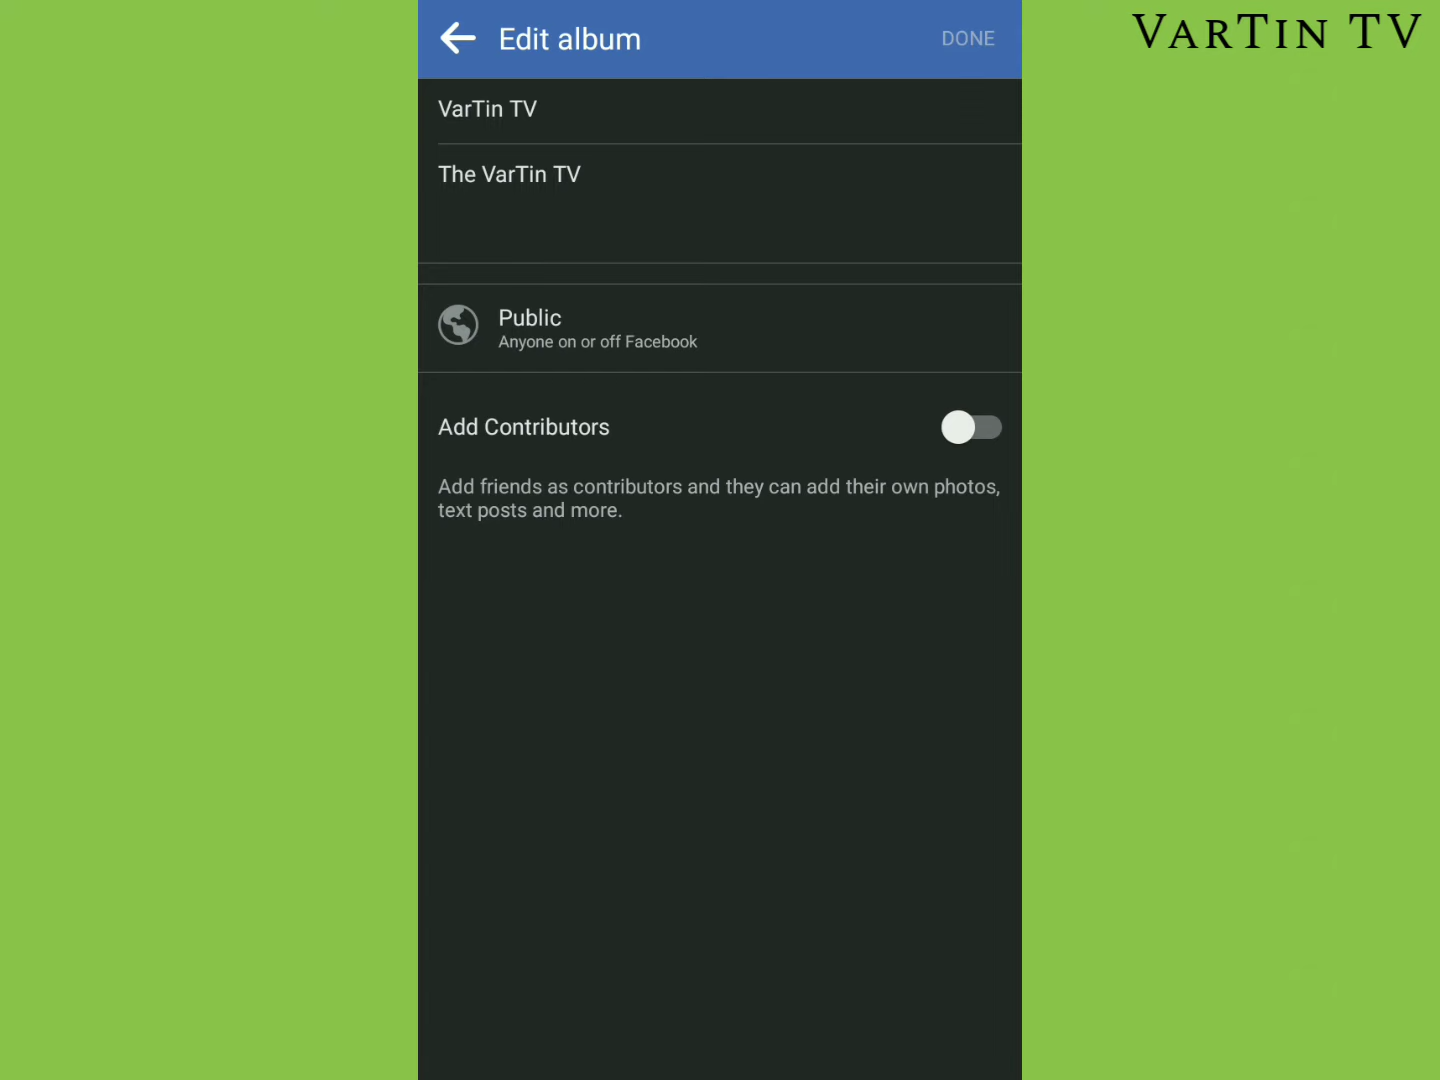 Edit album
DONE
VARTIN TV
VarTin TV
The VarTin TV
Public
Anyone on or off Facebook
Add Contributors
Add friends as contributors and they can add their own photos,
text posts and more.